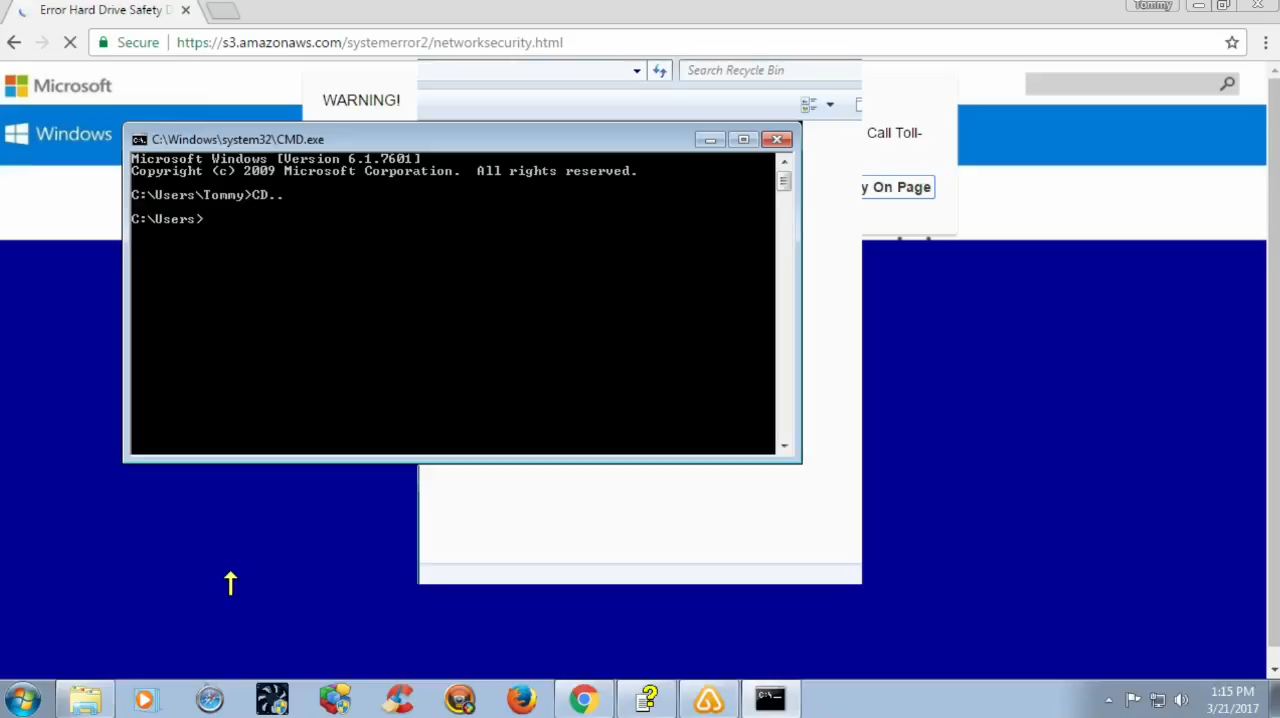 Error Hard Drive Safety D
Tommy
Secure
https://s3.amazonaws.com/systemerror2/networksecurity.html
Microsoft
Search Recycle Bin
WARNING!
Windows
Call Toll-
y On Page
C:\Windows\system32\CMD.exe
Microsoft Windows [Version 6.1.7601]
Copyright (c) 2009 Microsoft Corporation. All rights reserved.
C:\Users\Tommy>CD..
C:\Users>
C:\_
1:15 PM
3/21/2017